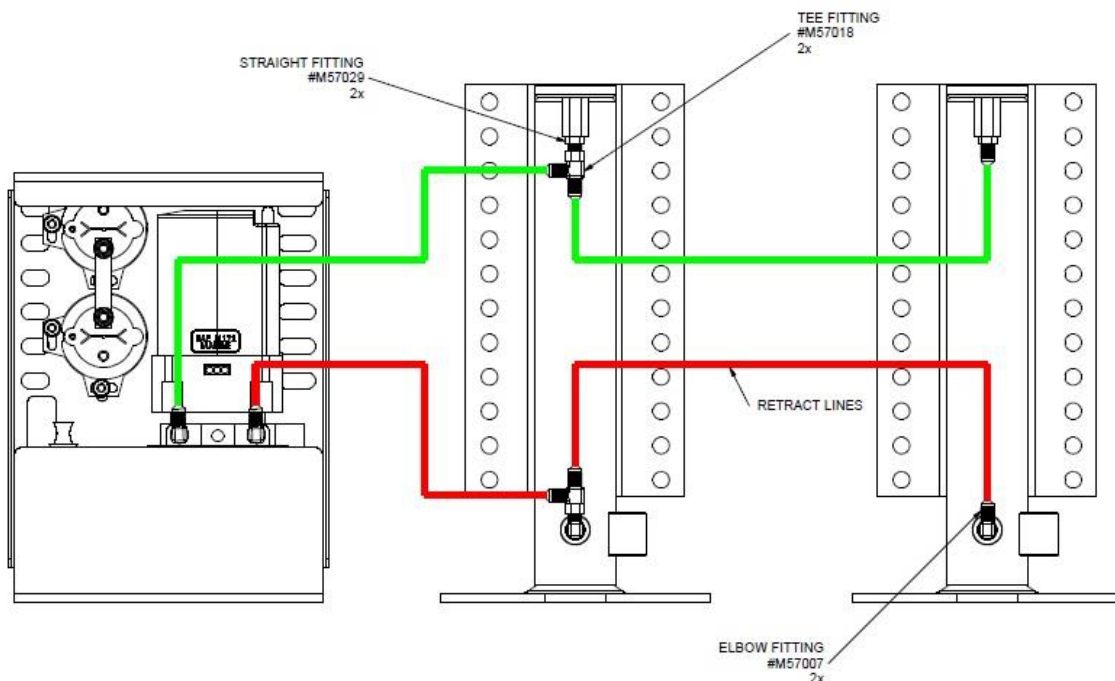 TEE FITTING
#M57018
2x
STRAIGHT FITTING
#M57029
2x
RETRACT LINES
ELBOW FITTING
#M57007
2x